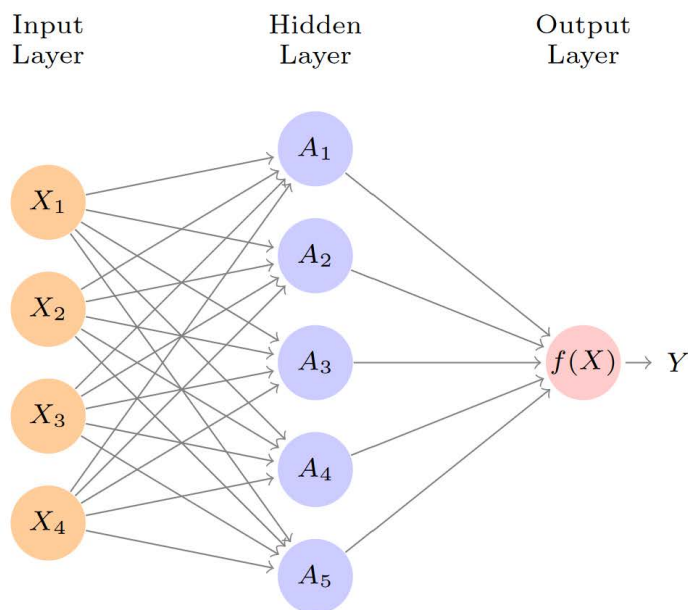 Input
Layer
Hidden
Layer
Output
Layer
X₁
X₂
X₃
X₄
A₁
A₂
A₃
A₄
A₅
f(X)
Y